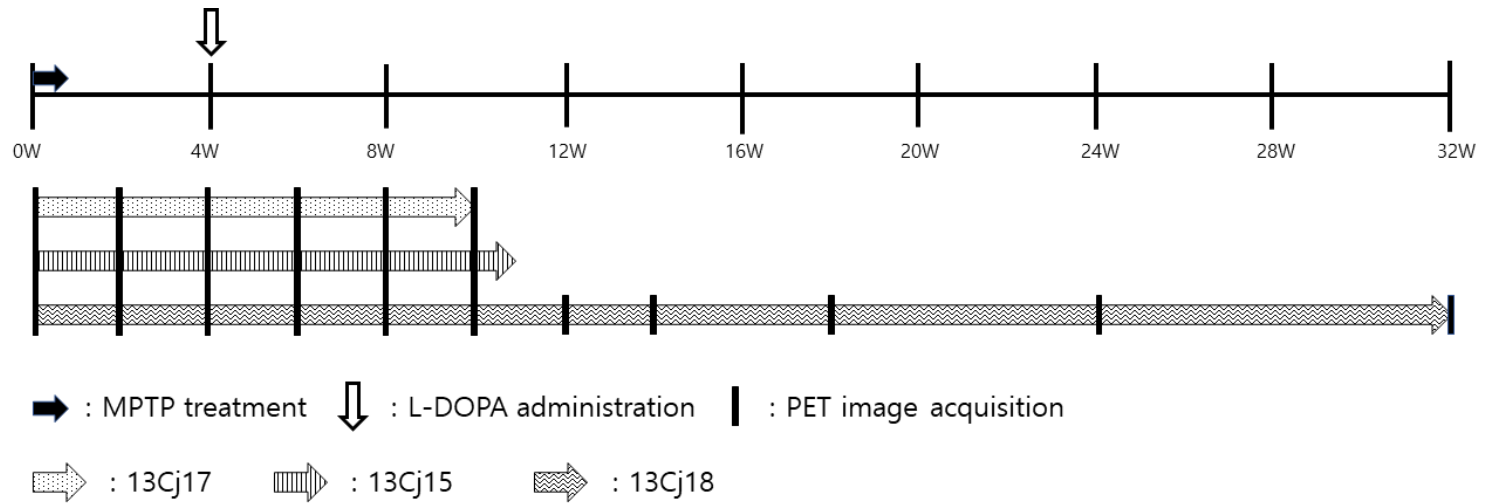 0W 4W 8W 12W 16W 20W 24W 28W 32W
: MPTP treatment : L-DOPA administration : PET image acquisition
: 13Cj17 : 13Cj15 : 13Cj18